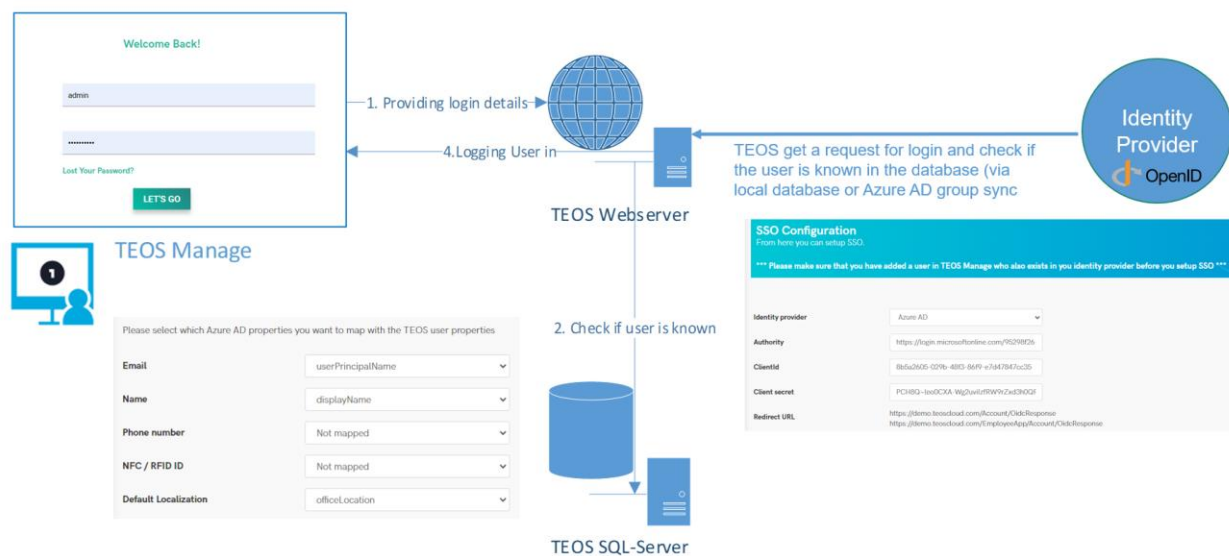 Welcome Back!
admin
••••••••••
Lost Your Password?
LET'S GO
1. Providing login details
4.Logging User in
TEOS Webserver
Identity
Provider
OpenID
TEOS get a request for login and check if
the user is known in the database (via
local database or Azure AD group sync
1
TEOS Manage
Please select which Azure AD properties you want to map with the TEOS user properties
Email userPrincipalName
Name displayName
Phone number Not mapped
NFC / RFID ID Not mapped
Default Localization officeLocation
2. Check if user is known
TEOS SQL-Server
SSO Configuration
From here you can setup SSO.
*** Please make sure that you have added a user in TEOS Manage who also exists in you identity provider before you setup SSO ***
Identity provider Azure AD
Authority https://login.microsoftonline.com/95298f26
ClientId
Client secret
Redirect URL https://demo.teoscloud.com/Account/OidcResponse
https://demo.teoscloud.com/EmployeeApp/Account/OidcResponse